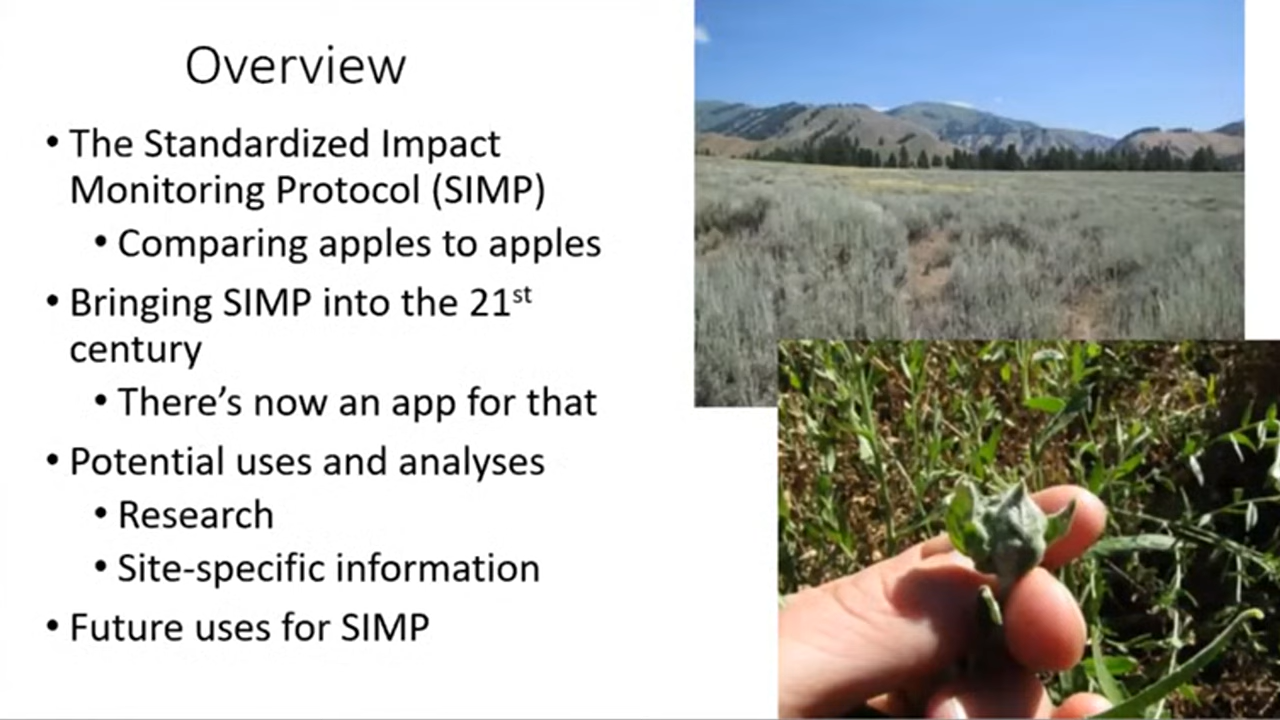 Overview
• The Standardized Impact
Monitoring Protocol (SIMP)
• Comparing apples to apples
• Bringing SIMP into the 21st
century
• There's now an app for that
• Potential uses and analyses
• Research
• Site-specific information
• Future uses for SIMP